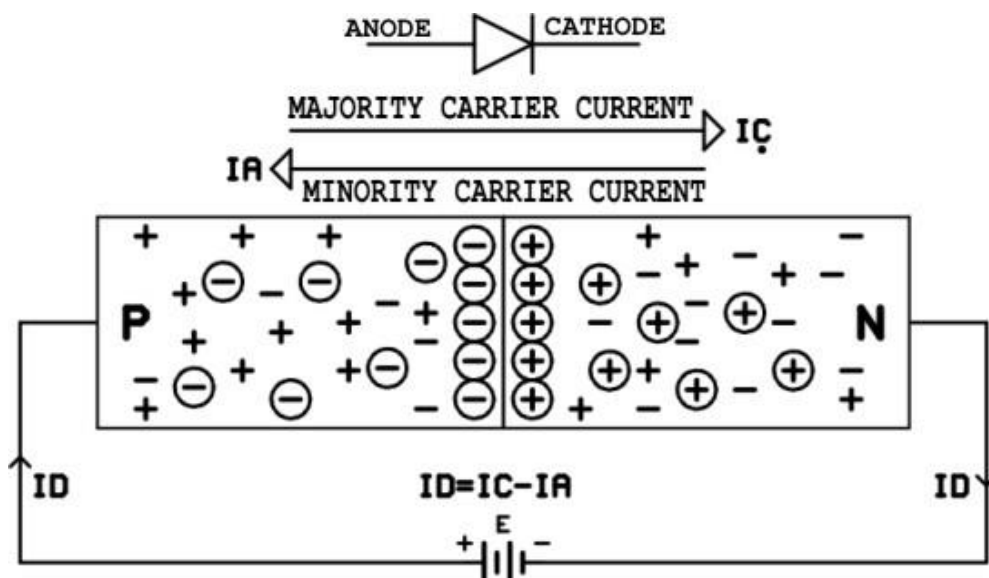 ANODE CATHODE
MAJORITY CARRIER CURRENT IÇ
IA
MINORITY CARRIER CURRENT
P N
ID ID=IC-IA ID
+ E -